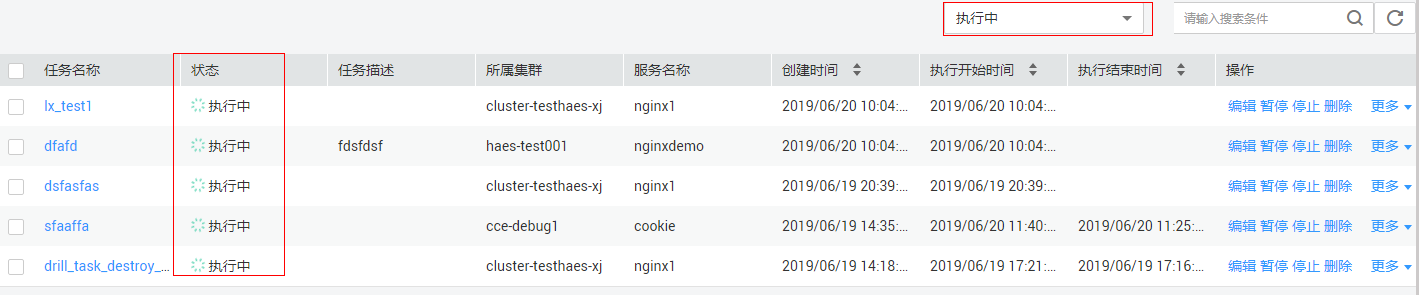 执行中 请输入搜索条件
任务名称 状态 任务描述 所属集群 服务名称 创建时间 执行开始时间 执行结束时间 操作
lx_test1 执行中 cluster-testhaes-xj nginx1 2019/06/20 10:04:... 2019/06/20 10:04:... 编辑 暂停 停止 删除 更多
dfafd 执行中 fdsfdsf haes-test001 nginxdemo 2019/06/20 10:04:... 2019/06/20 10:04:... 编辑 暂停 停止 删除 更多
dsfasfas 执行中 cluster-testhaes-xj nginx1 2019/06/19 20:39:... 2019/06/19 20:39:... 编辑 暂停 停止 删除 更多
sfaaffa 执行中 cce-debug1 cookie 2019/06/19 14:35:... 2019/06/20 11:40:... 2019/06/20 11:25:... 编辑 暂停 停止 删除 更多
drill_task_destroy_... 执行中 cluster-testhaes-xj nginx1 2019/06/19 14:18:... 2019/06/19 17:21:... 2019/06/19 17:16:... 编辑 暂停 停止 删除 更多